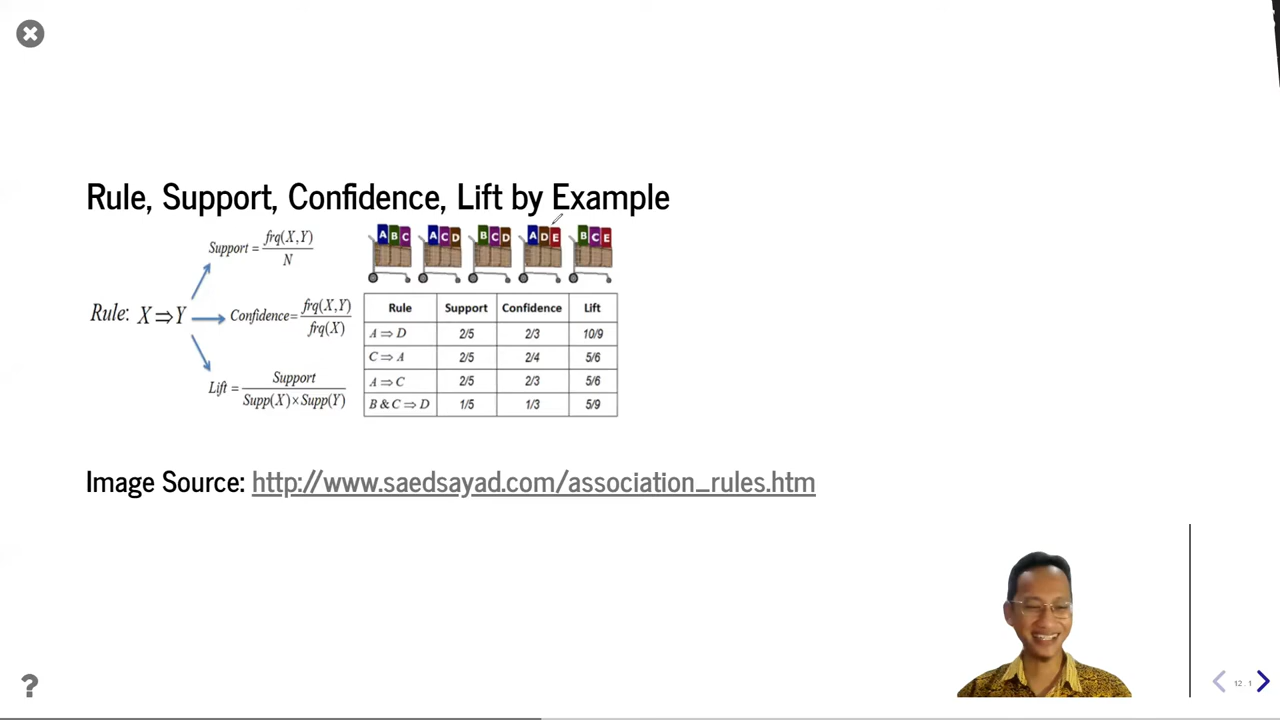 Rule, Support, Confidence, Lift by Example
A B C A C D B C D A D E B C E
Support = frq(X,Y) / N
Rule: X ⇒ Y
Confidence= frq(X,Y) / frq(X)
Lift = Support / Supp(X)×Supp(Y)
Rule Support Confidence Lift
A ⇒ D 2/5 2/3 10/9
C ⇒ A 2/5 2/4 5/6
A ⇒ C 2/5 2/3 5/6
B & C ⇒ D 1/5 1/3 5/9
Image Source: http://www.saedsayad.com/association_rules.htm
?
12.1